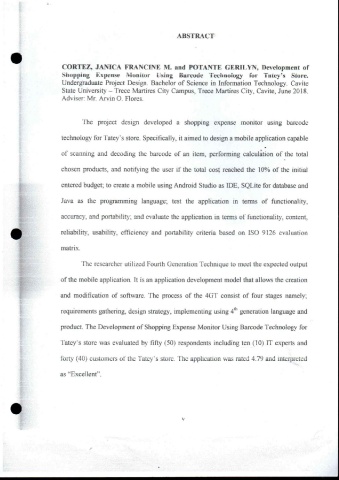 ABSTRACT
CORTEZ, JANICA FRANCINE M. and POTANTE GERILYN, Development of
Shopping Expense Monitor Using Barcode Technology for Tatey's Store.
Undergraduate Project Design. Bachelor of Science in Information Technology. Cavite
State University – Trece Martires City Campus, Trece Martires City, Cavite, June 2018.
Adviser: Mr. Arvin O. Flores.
The project design developed a shopping expense monitor using barcode
technology for Tatey's store. Specifically, it aimed to design a mobile application capable
of scanning and decoding the barcode of an item, performing calculation of the total
chosen products, and notifying the user if the total cost reached the 10% of the initial
entered budget; to create a mobile using Android Studio as IDE, SQLite for database and
Java as the programming language; test the application in terms of functionality,
accuracy, and portability; and evaluate the application in terms of functionality, content,
reliability, usability, efficiency and portability criteria based on ISO 9126 evaluation
matrix.
The researcher utilized Fourth Generation Technique to meet the expected output
of the mobile application. It is an application development model that allows the creation
and modification of software. The process of the 4GT consist of four stages namely;
requirements gathering, design strategy, implementing using 4th generation language and
product. The Development of Shopping Expense Monitor Using Barcode Technology for
Tatey's store was evaluated by fifty (50) respondents including ten (10) IT experts and
forty (40) customers of the Tatey's store. The application was rated 4.79 and interpreted
as "Excellent".
v